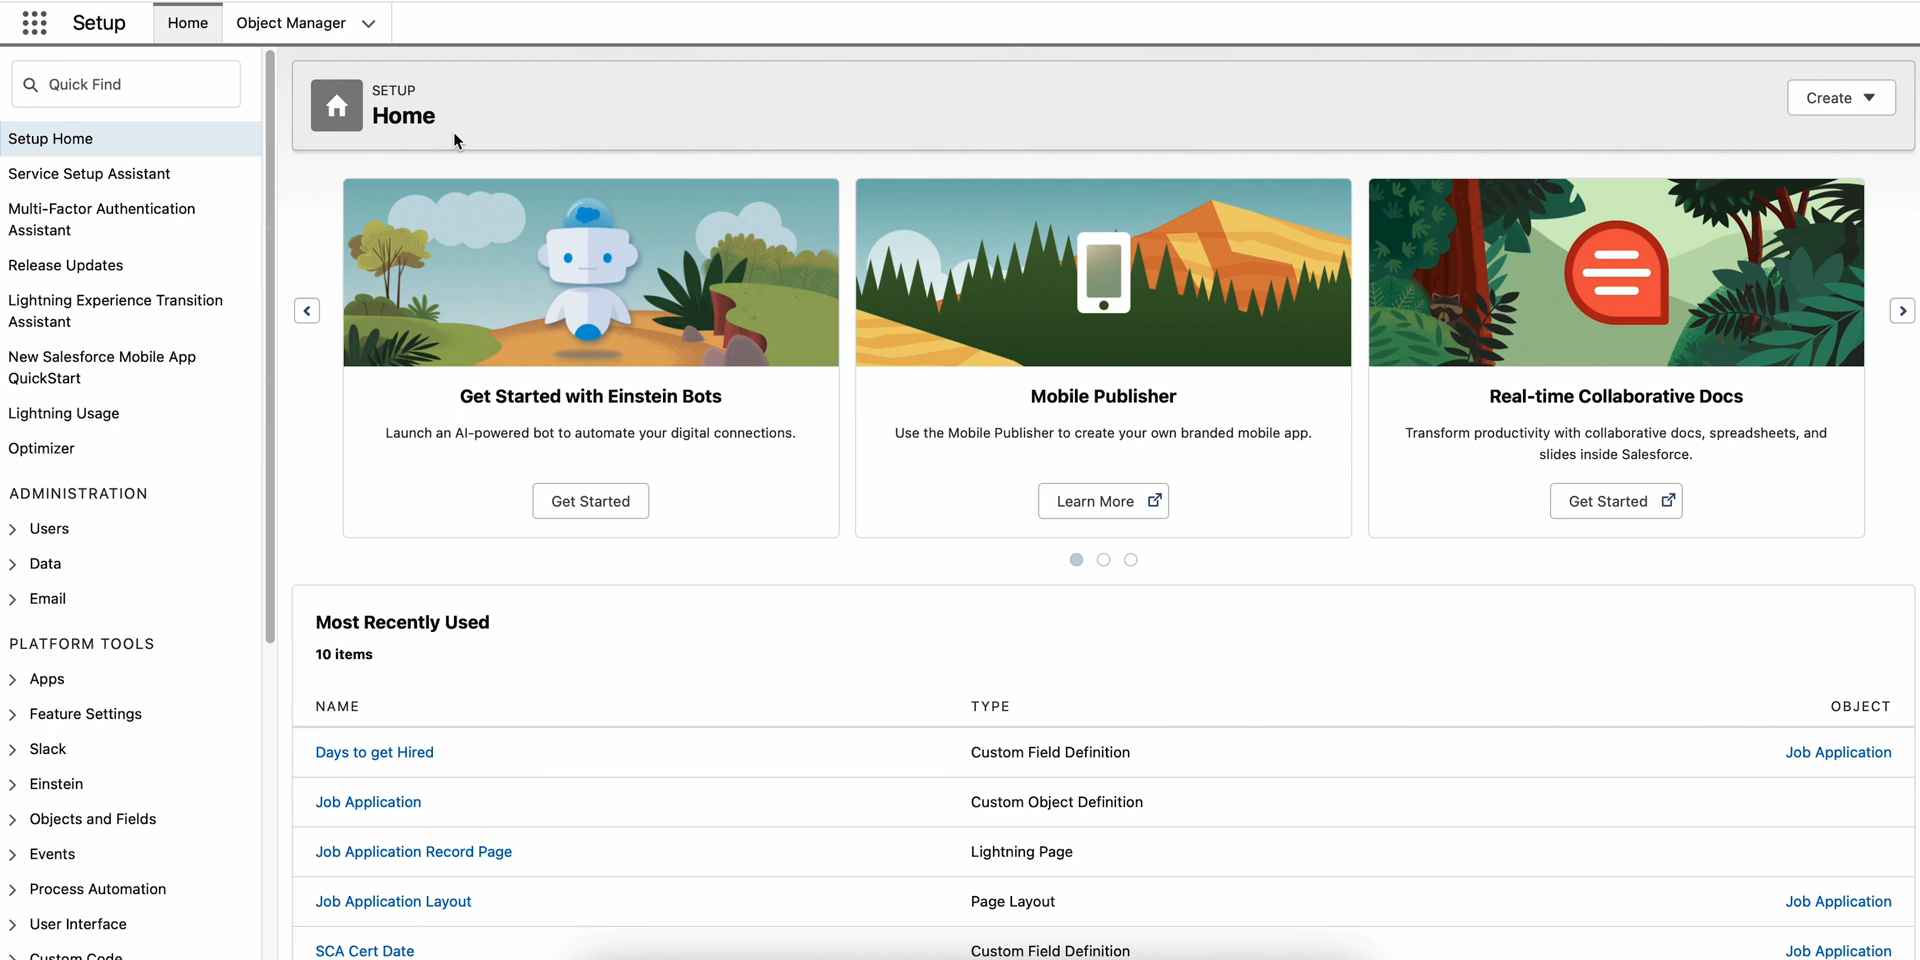 Setup
Home
Object Manager
Quick Find
Setup Home
Service Setup Assistant
Multi-Factor Authentication
Assistant
Release Updates
Lightning Experience Transition
Assistant
New Salesforce Mobile App
QuickStart
Lightning Usage
Optimizer
ADMINISTRATION
Users
Data
Email
PLATFORM TOOLS
Apps
Feature Settings
Slack
Einstein
Objects and Fields
Events
Process Automation
User Interface
Custom Code
SETUP
Home
Create
Get Started with Einstein Bots
Launch an AI-powered bot to automate your digital connections.
Get Started
Mobile Publisher
Use the Mobile Publisher to create your own branded mobile app.
Learn More
Real-time Collaborative Docs
Transform productivity with collaborative docs, spreadsheets, and
slides inside Salesforce.
Get Started
Most Recently Used
10 items
NAME TYPE OBJECT
Days to get Hired Custom Field Definition Job Application
Job Application Custom Object Definition
Job Application Record Page Lightning Page
Job Application Layout Page Layout Job Application
SCA Cert Date Custom Field Definition Job Application